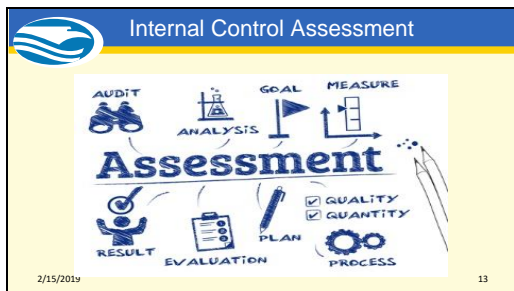 Internal Control Assessment
AUDIT
ANALYSIS
GOAL
MEASURE
Assessment
RESULT
EVALUATION
PLAN
QUALITY
QUANTITY
PROCESS
2/15/2019
13